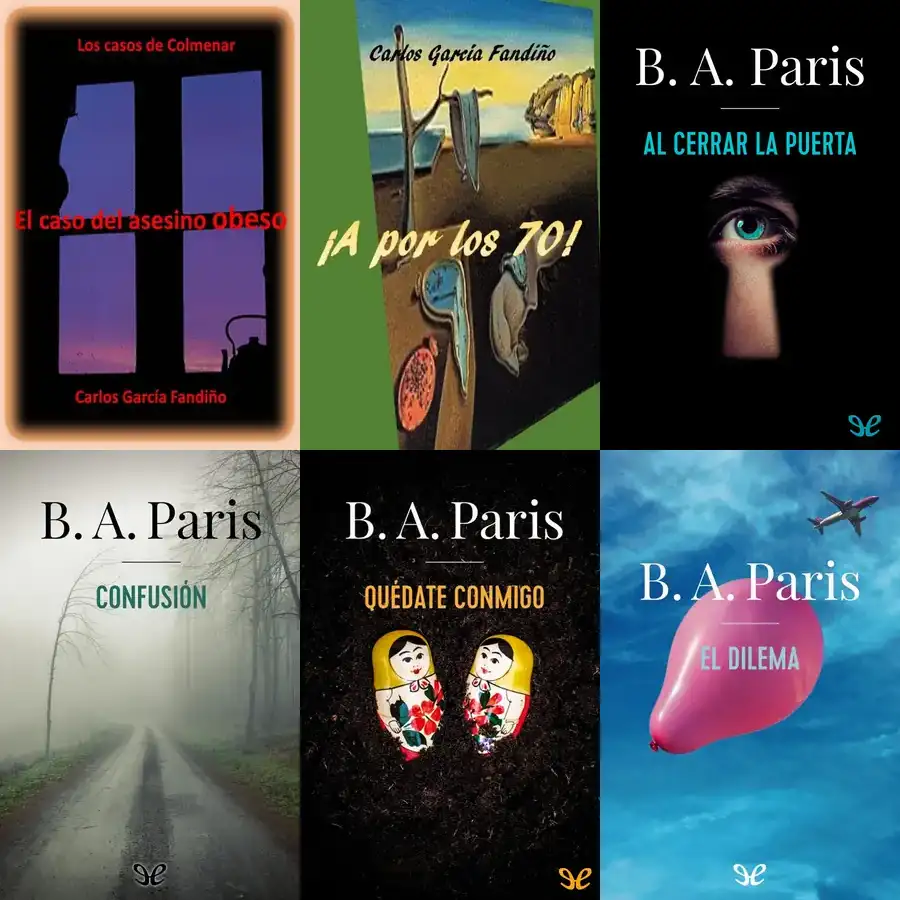 Los casos de Colmenar
El caso del asesino obeso
Carlos García Fandiño
Carlos García Fandiño
¡A por los 70!
B. A. Paris
AL CERRAR LA PUERTA
B. A. Paris
CONFUSIÓN
B. A. Paris
QUÉDATE CONMIGO
B. A. Paris
EL DILEMA